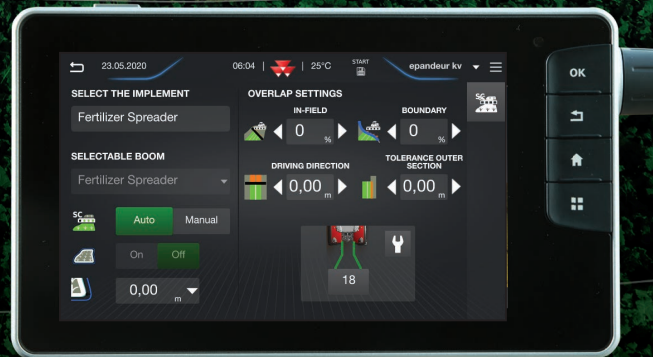 23.05.2020
06:04
25°C
START
epandeur kv
SELECT THE IMPLEMENT
Fertilizer Spreader
SELECTABLE BOOM
Fertilizer Spreader
SC
Auto
Manual
On
Off
0,00 m
OVERLAP SETTINGS
IN-FIELD
0 %
BOUNDARY
0 %
DRIVING DIRECTION
0,00 m
TOLERANCE OUTER
SECTION
0,00 m
18
SC
OK